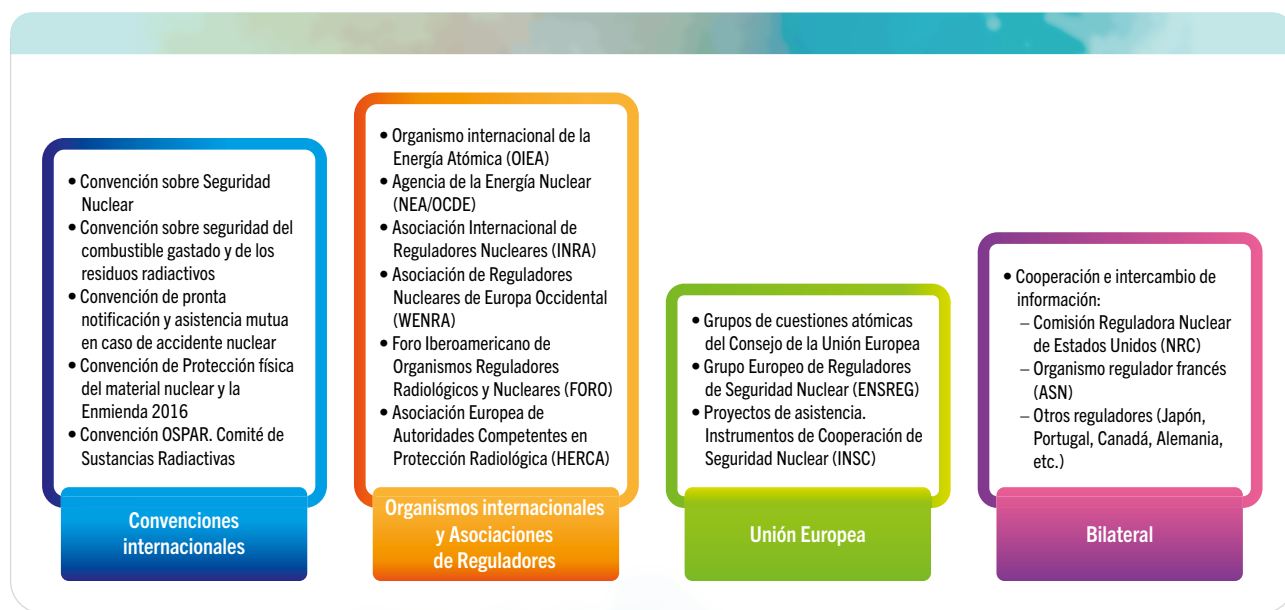 • Convención sobre Seguridad
Nuclear
• Convención sobre seguridad del
combustible gastado y de los
residuos radiactivos
• Convención de pronta
notificación y asistencia mutua
en caso de accidente nuclear
• Convención de Protección física
del material nuclear y la
Enmienda 2016
• Convención OSPAR. Comité de
Sustancias Radiactivas
Convenciones
internacionales
• Organismo internacional de la
Energía Atómica (OIEA)
• Agencia de la Energía Nuclear
(NEA/OCDE)
• Asociación Internacional de
Reguladores Nucleares (INRA)
• Asociación de Reguladores
Nucleares de Europa Occidental
(WENRA)
• Foro Iberoamericano de
Organismos Reguladores
Radiológicos y Nucleares (FORO)
• Asociación Europea de
Autoridades Competentes en
Protección Radiológica (HERCA)
Organismos internacionales
y Asociaciones
de Reguladores
• Grupos de cuestiones atómicas
del Consejo de la Unión Europea
• Grupo Europeo de Reguladores
de Seguridad Nuclear (ENSREG)
• Proyectos de asistencia.
Instrumentos de Cooperación de
Seguridad Nuclear (INSC)
Unión Europea
• Cooperación e intercambio de
información:
– Comisión Reguladora Nuclear
de Estados Unidos (NRC)
– Organismo regulador francés
(ASN)
– Otros reguladores (Japón,
Portugal, Canadá, Alemania,
etc.)
Bilateral